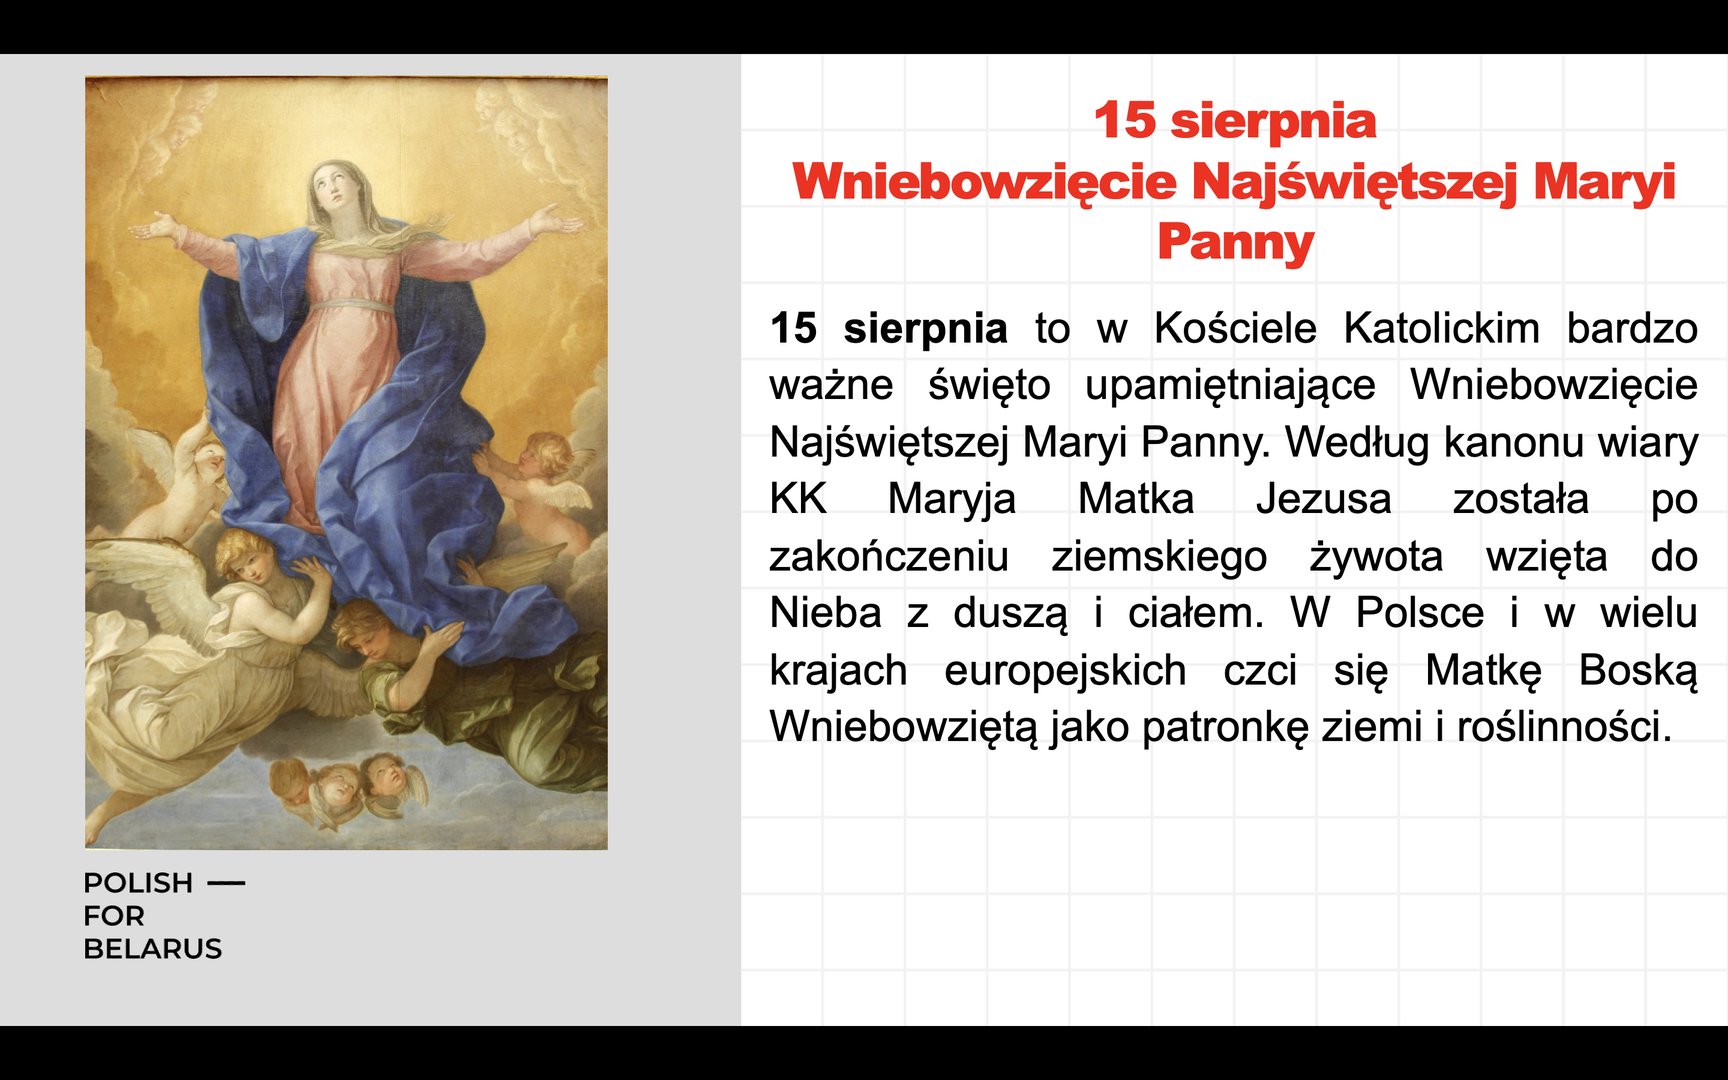 15 sierpnia
Wniebowzięcie Najświętszej Maryi
Panny
15 sierpnia to w Kościele Katolickim bardzo
ważne święto upamiętniające Wniebowzięcie
Najświętszej Maryi Panny. Według kanonu wiary
KK Maryja Matka Jezusa została po
zakończeniu ziemskiego żywota wzięta do
Nieba z duszą i ciałem. W Polsce i w wielu
krajach europejskich czci się Matkę Boską
Wniebowziętą jako patronkę ziemi i roślinności.
POLISH —
FOR
BELARUS